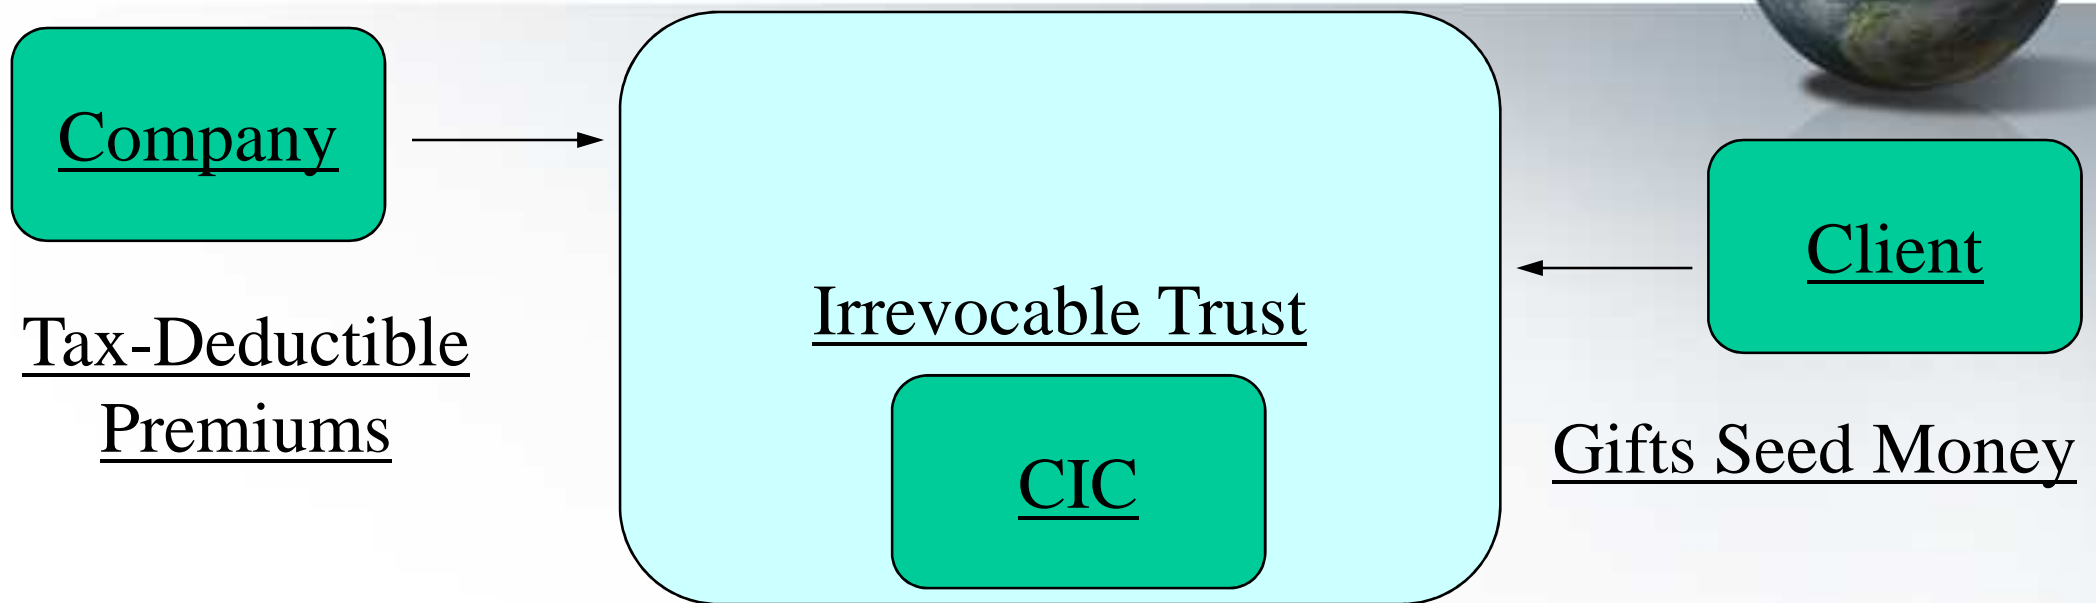 Company
Tax-Deductible
Premiums
Irrevocable Trust
CIC
Client
Gifts Seed Money